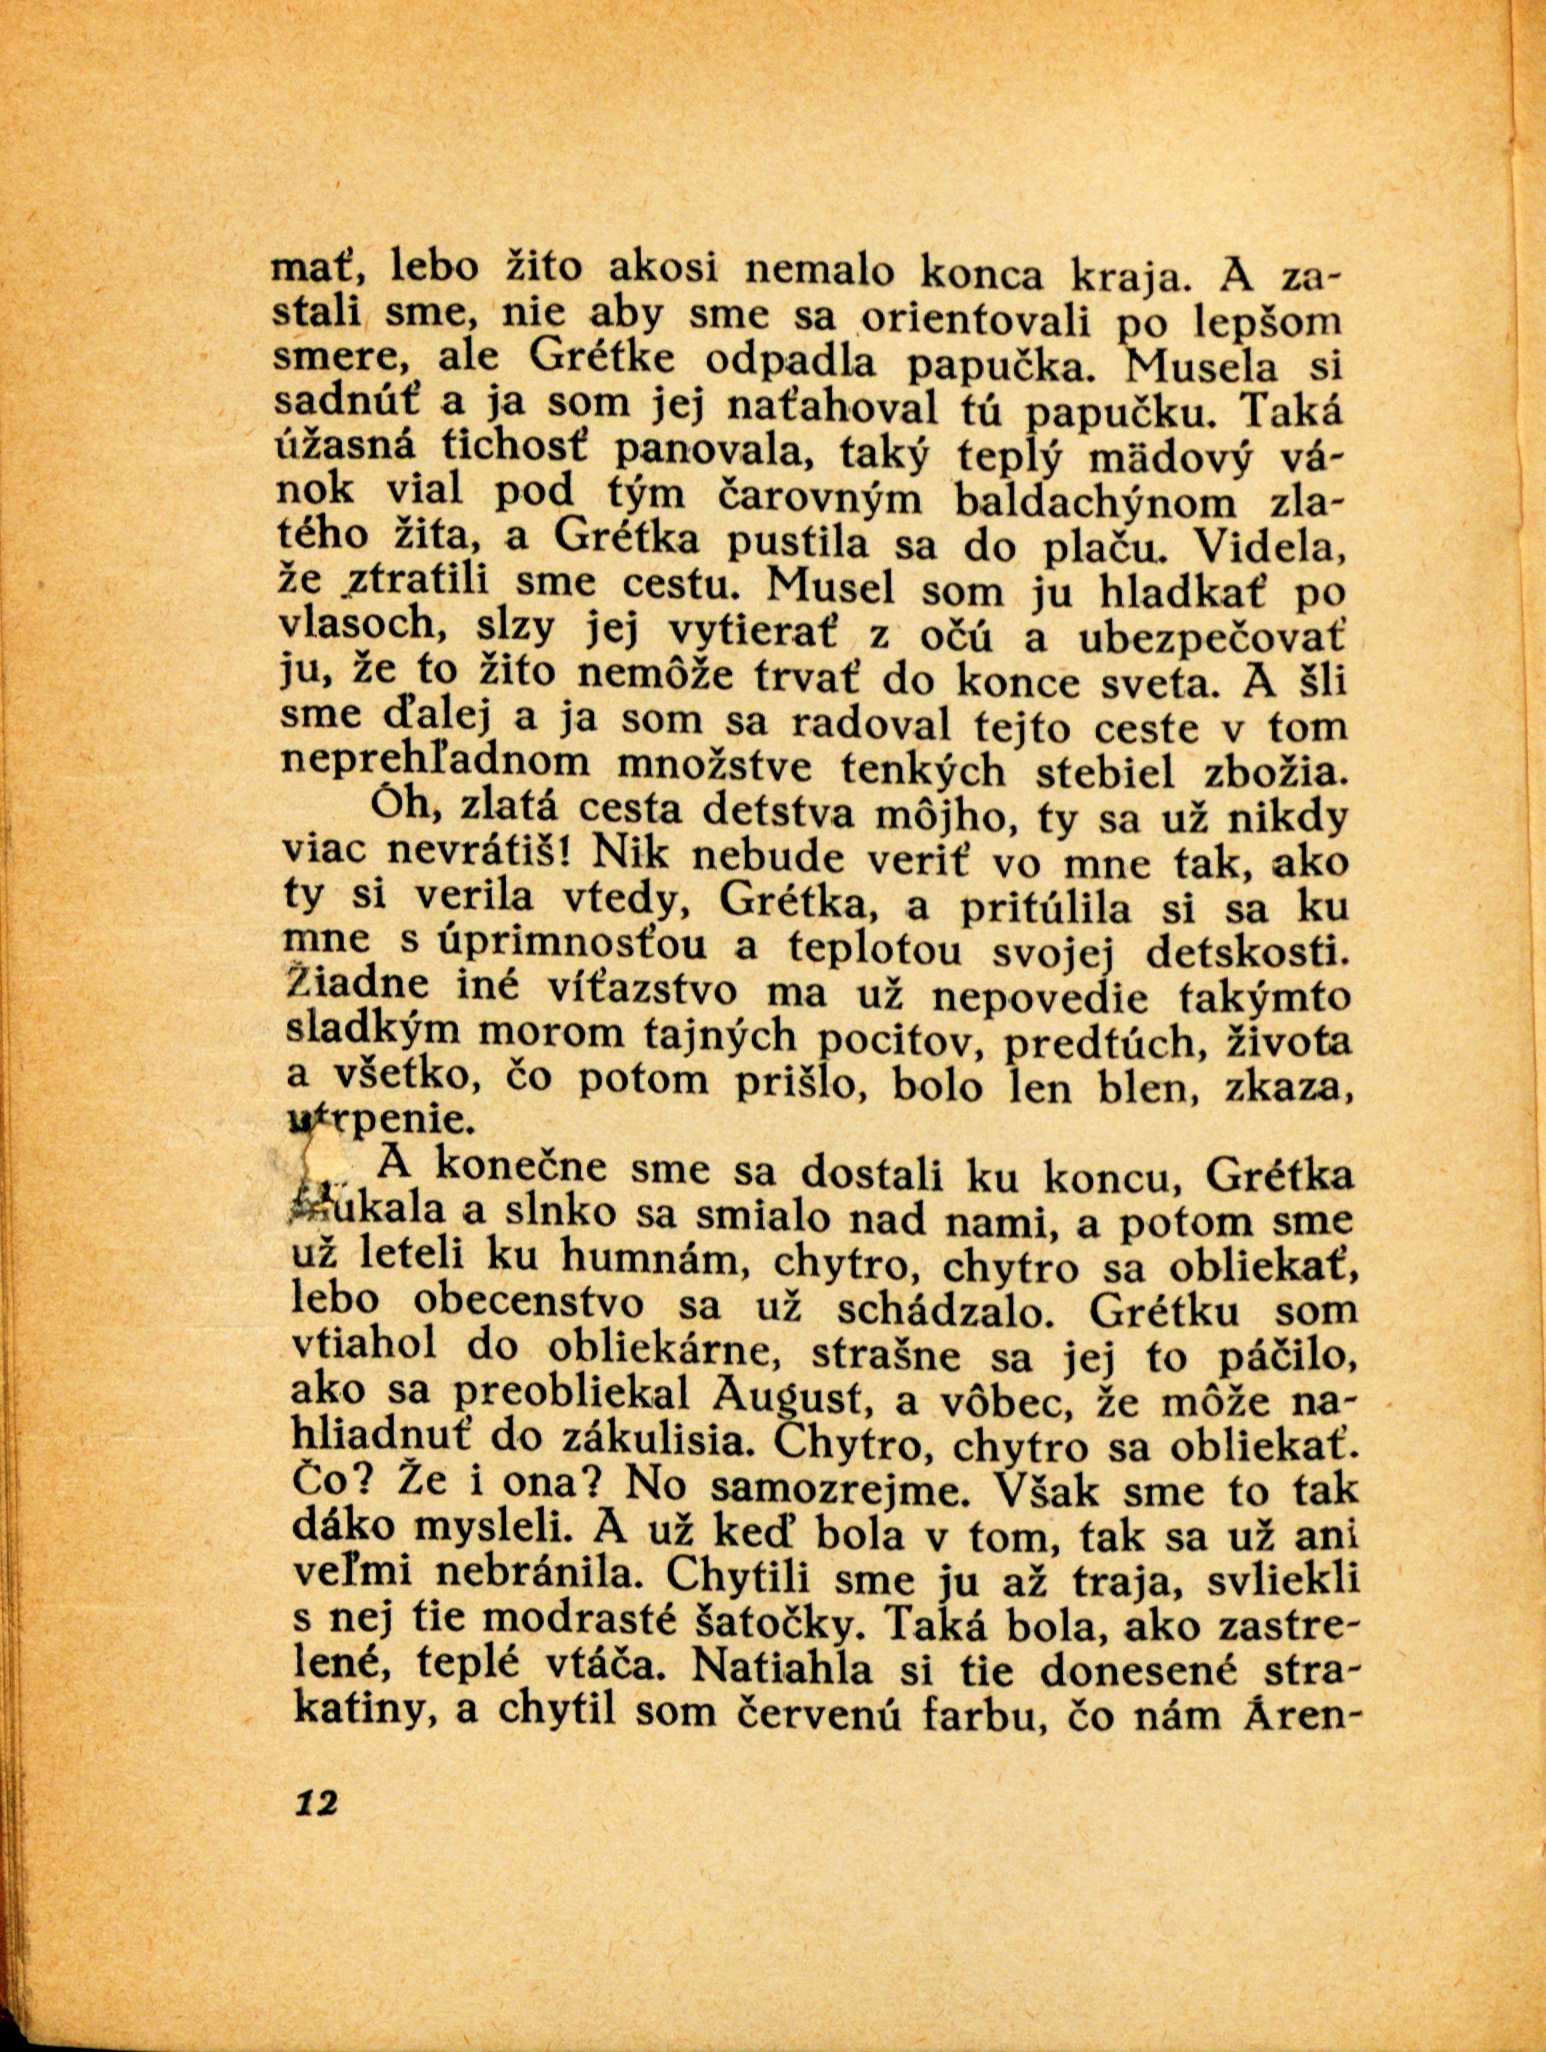 mať, lebo žito akosi nemalo konca kraja. A za-
stali sme, nie aby sme sa orientovali po lepšom
smere, ale Grétke odpadla papučka. Musela si
sadnúť a ja som jej naťahoval tú papučku. Taká
úžasná tichosť panovala, taký teplý mädový vá-
nok vial pod tým čarovným baldachýnom zla-
tého žita, a Grétka pustila sa do plaču. Videla,
že ztratili sme cestu. Musel som ju hladkať po
vlasoch, slzy jej vytierať z očú a ubezpečovať
ju, že to žito nemôže trvať do konce sveta. A šli
sme ďalej a ja som sa radoval tejto ceste v tom
neprehľadnom množstve tenkých stebiel zbožia.
Óh, zlatá cesta detstva môjho, ty sa už nikdy
viac nevrátiš! Nik nebude veriť vo mne tak, ako
ty si verila vtedy, Grétka, a pritúlila si sa ku
mne s úprimnosťou a teplotou svojej detskosti.
Žiadne iné víťazstvo ma už nepovedie takýmto
sladkým morom tajných pocitov, predtúch, života
a všetko, čo potom prišlo, bolo len blen, zkaza,
utrpenie.
A konečne sme sa dostali ku koncu, Grétka
a slnko sa smialo nad nami, a potom sme
už leteli ku humnám, chytro, chytro sa obliekať,
lebo obecenstvo sa už schádzalo. Grétku som
vtiahol do obliekárne, strašne sa jej to páčilo,
ako sa preobliekal August, a vôbec, že môže na-
hliadnuť do zákulisia. Chytro, chytro sa obliekať.
Čo? Že i ona? No samozrejme. Však sme to tak
dáko mysleli. A už keď bola v tom, tak sa už ani
veľmi nebránila. Chytili sme ju až traja, svliekli
s nej tie modrasté šatočky. Taká bola, ako zastre-
lené, teplé vtáča. Natiahla si tie donesené stra-
katiny, a chytil som červenú farbu, čo nám Áren-
12